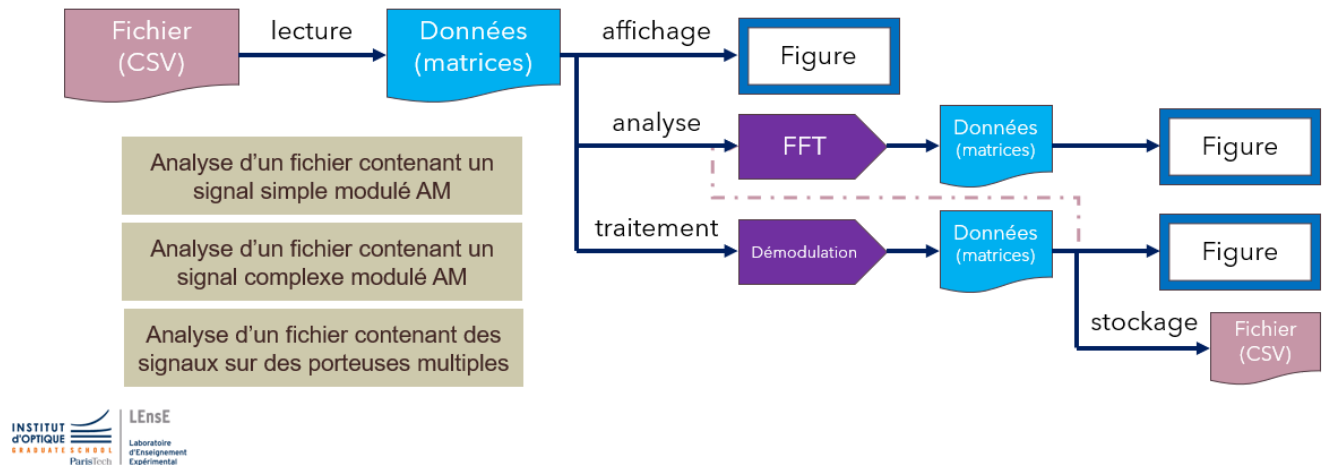 Fichier
(CSV)
lecture
Données
(matrices)
affichage
Figure
analyse
FFT
Données
(matrices)
Figure
traitement
Démodulation
Données
(matrices)
Figure
stockage
Fichier
(CSV)
Analyse d'un fichier contenant un
signal simple modulé AM
Analyse d'un fichier contenant un
signal complexe modulé AM
Analyse d'un fichier contenant des
signaux sur des porteuses multiples
INSTITUT
d'OPTIQUE
GRADUATE SCHOOL
ParisTech
LEnsE
Laboratoire
d'Enseignement
Expérimental